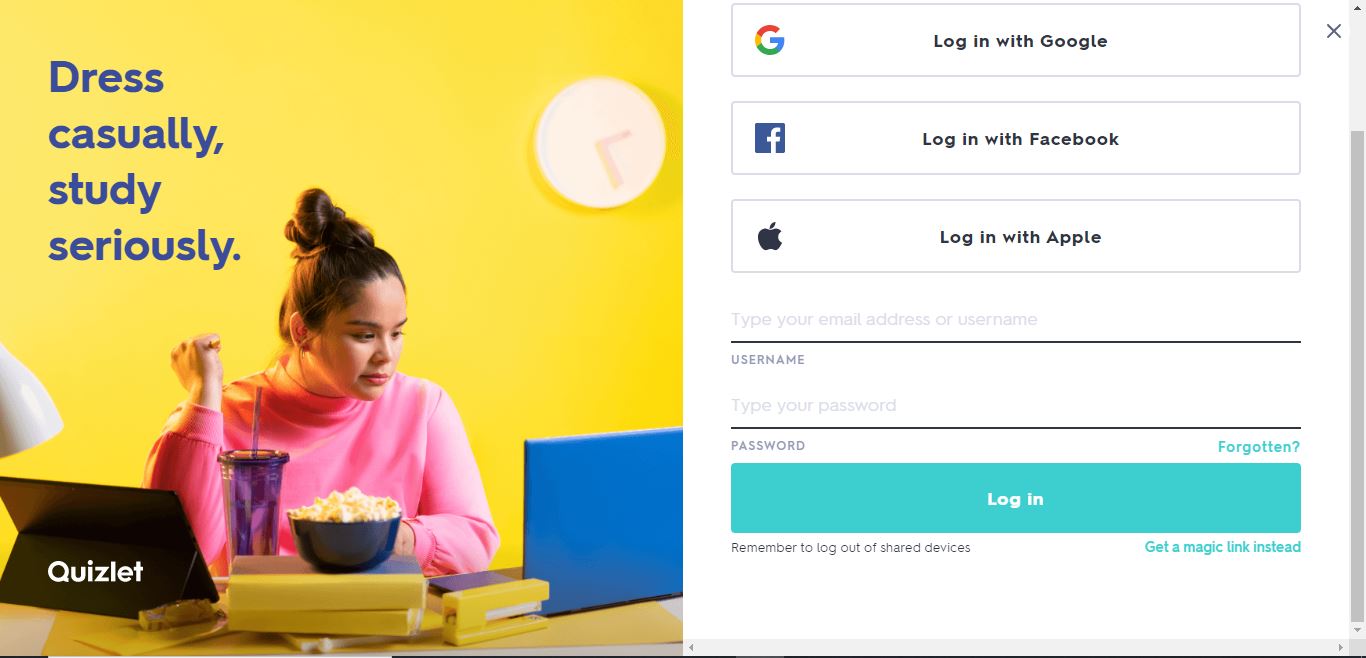 Dress
casually,
study
seriously.
Quizlet
Log in with Google
Log in with Facebook
Log in with Apple
Type your email address or username
USERNAME
Type your password
PASSWORD
Forgotten?
Log in
Remember to log out of shared devices
Get a magic link instead